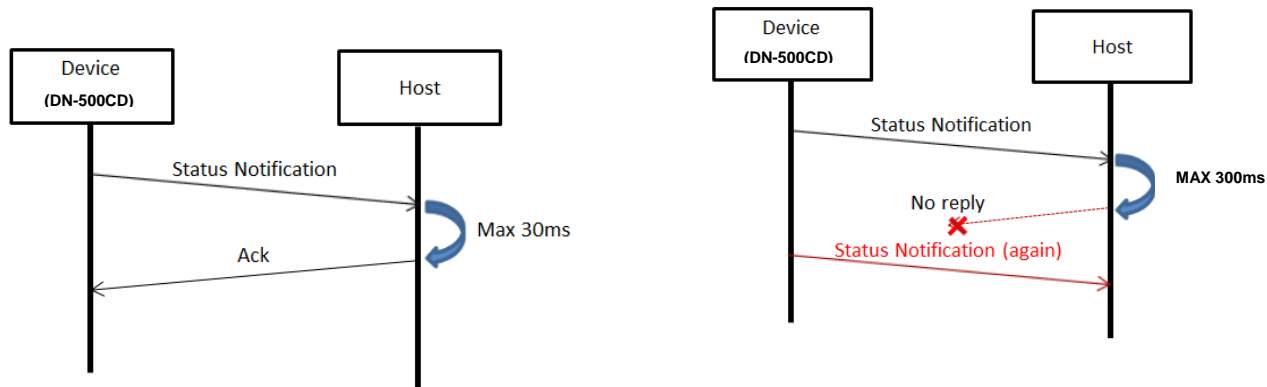 Device
(DN-500CD)
Host
Status Notification
Max 30ms
Ack
Device
(DN-500CD)
Host
Status Notification
MAX 300ms
No reply
Status Notification (again)